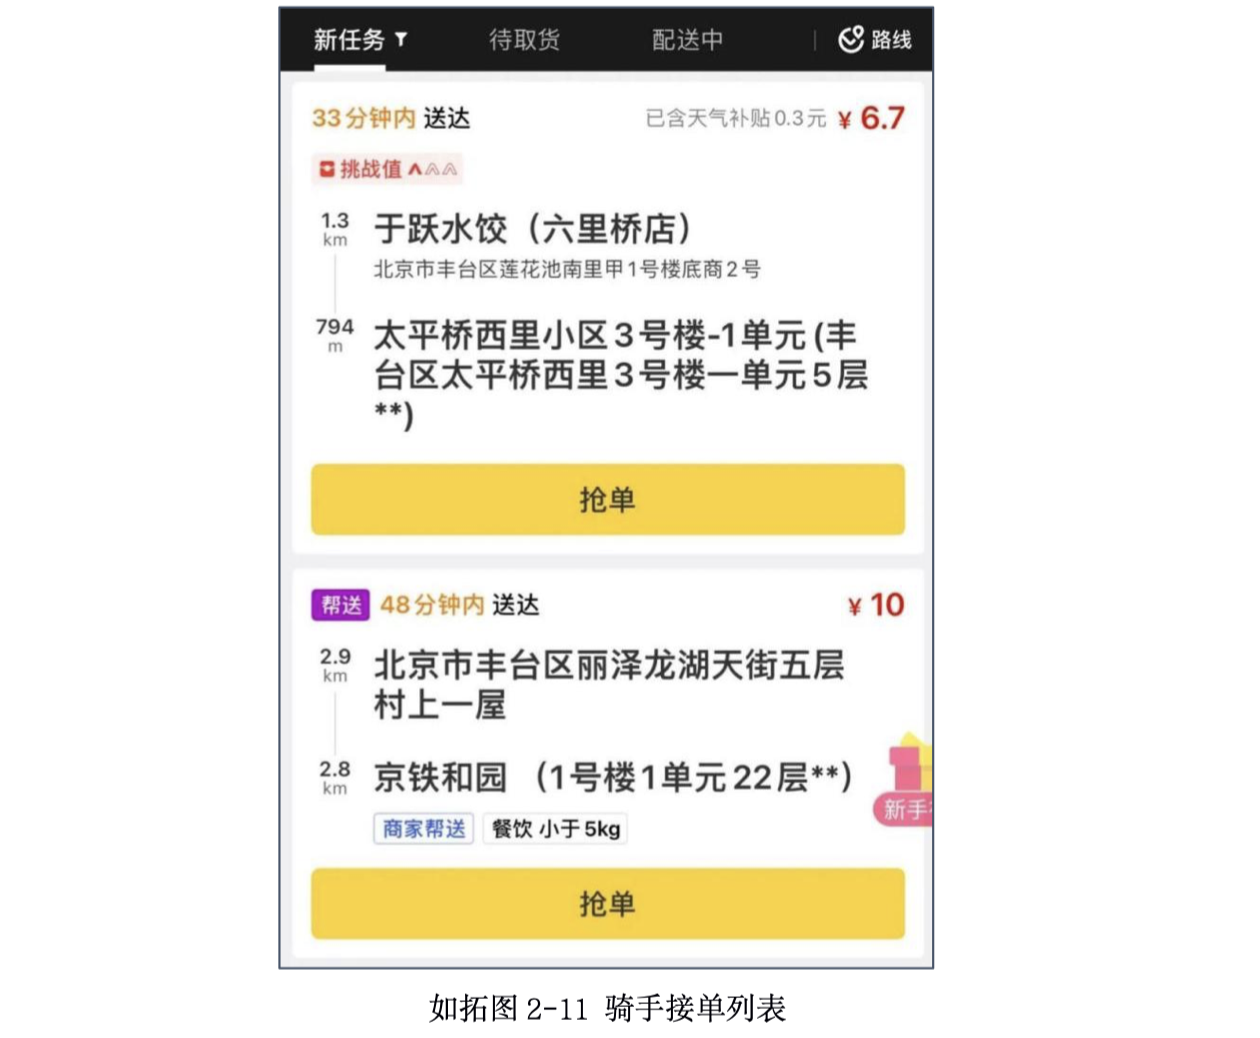 新任务 待取货 配送中 路线
33分钟内 送达 已含天气补贴0.3元 ¥ 6.7
挑战值
1.3 km 于跃水饺（六里桥店）
北京市丰台区莲花池南里甲1号楼底商2号
794 m 太平桥西里小区3号楼-1单元(丰
台区太平桥西里3号楼一单元5层
**)
抢单
帮送 48分钟内 送达 ¥ 10
2.9 km 北京市丰台区丽泽龙湖天街五层
村上一屋
2.8 km 京铁和园 （1号楼1单元22层**）
新手
商家帮送 餐饮 小于5kg
抢单
如拓图 2-11 骑手接单列表